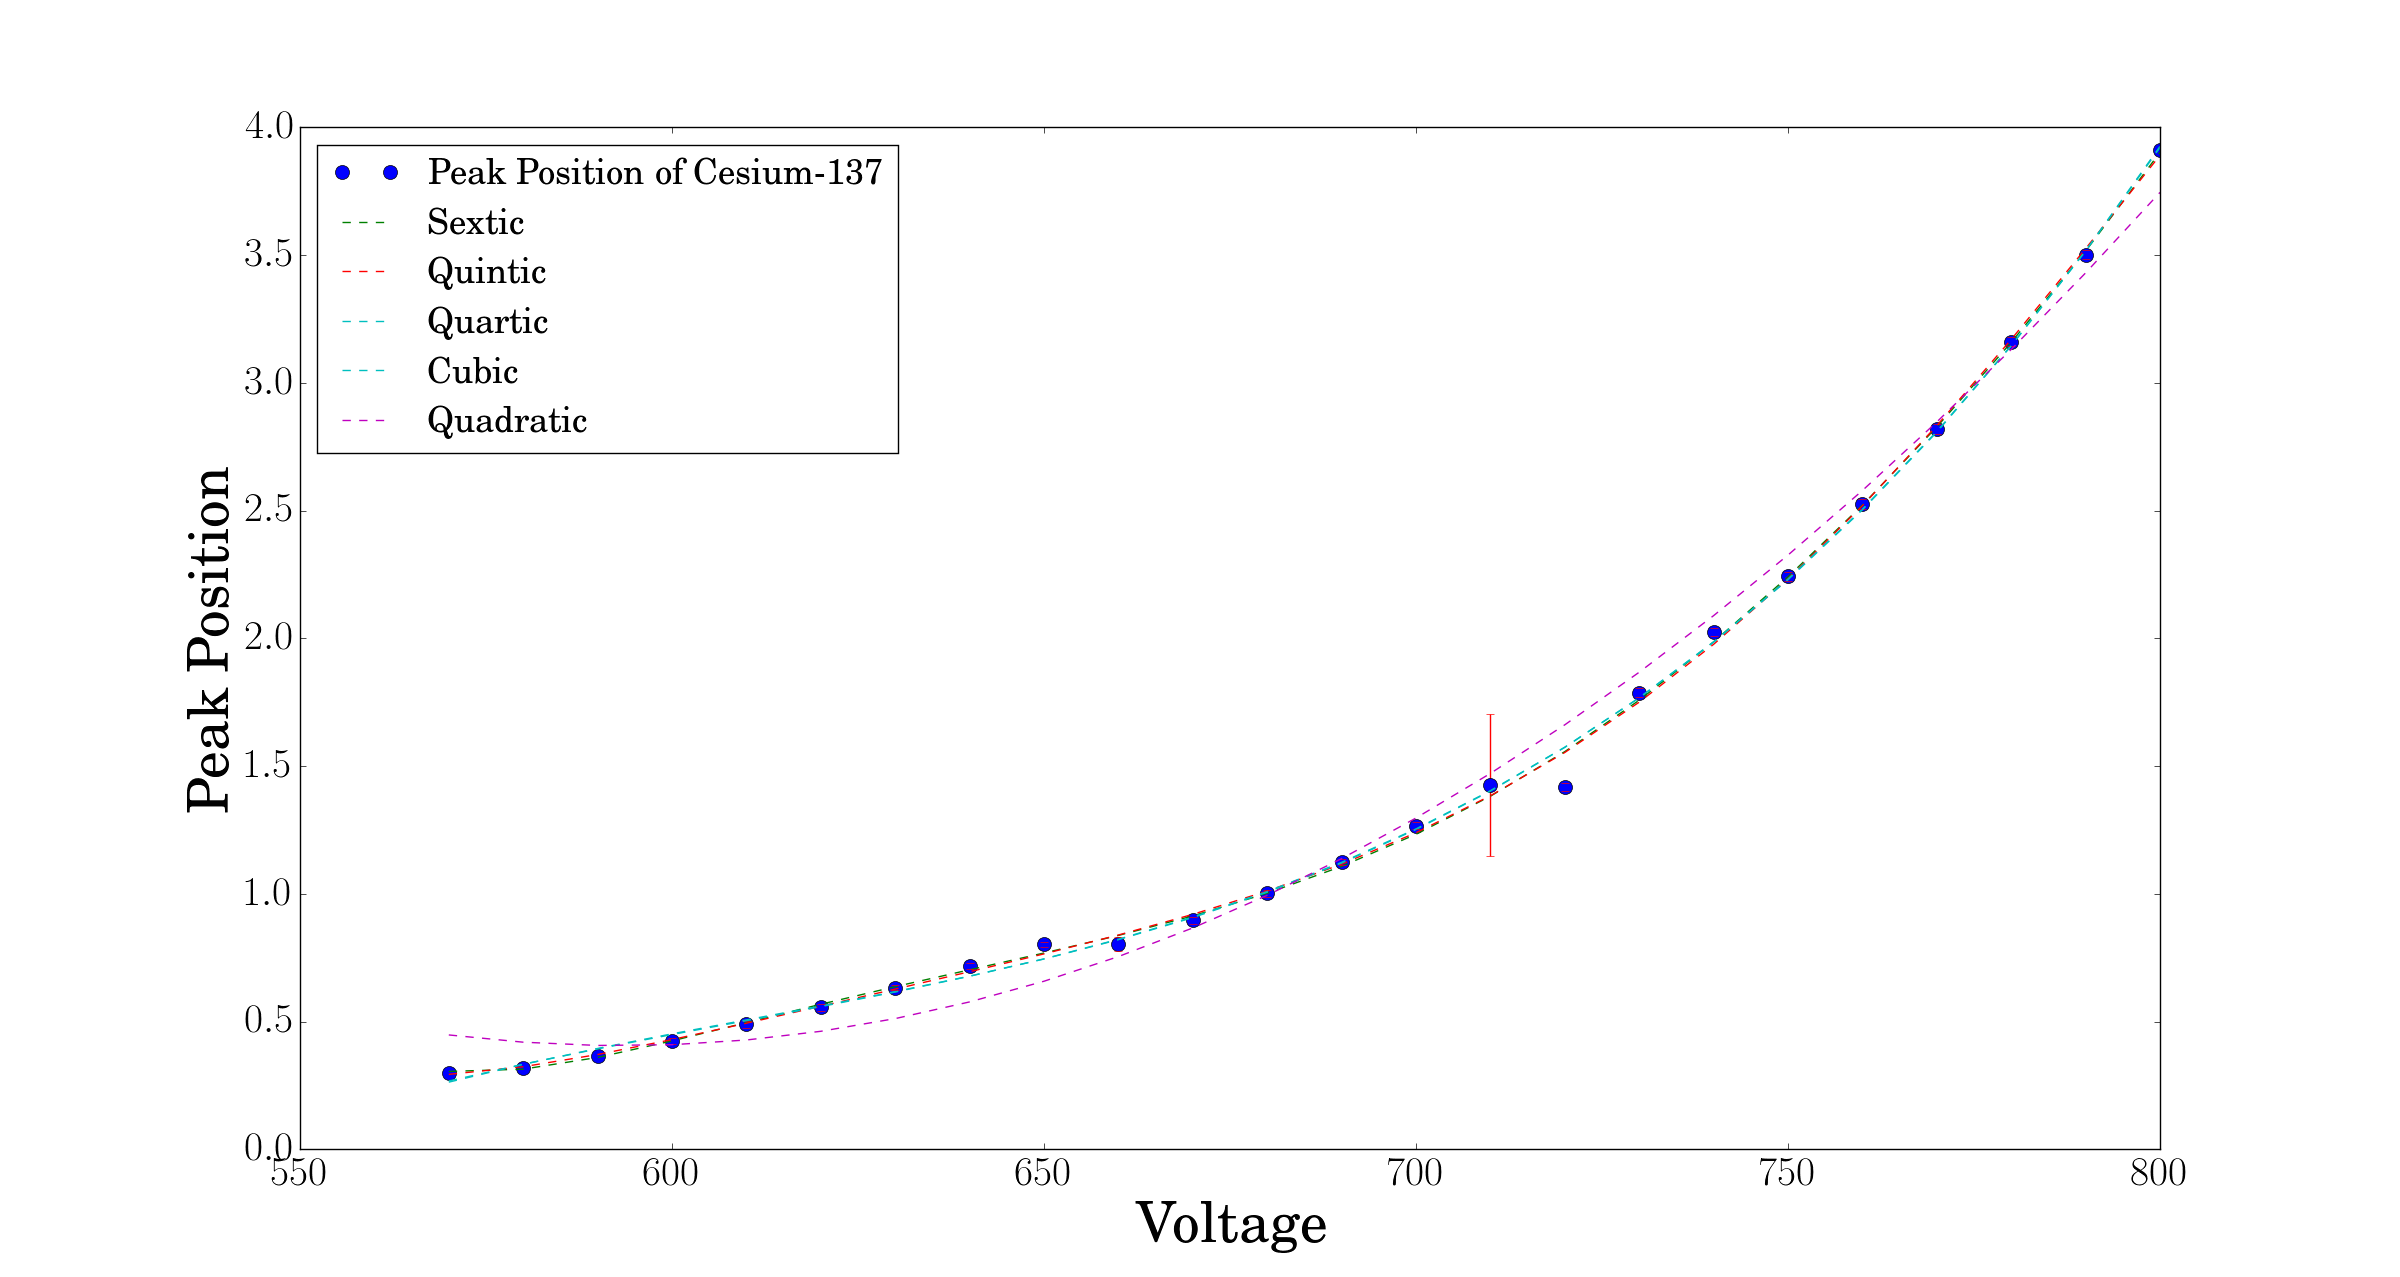 4.0
3.5
3.0
2.5
2.0
1.5
1.0
0.5
0.0
Peak Position
Peak Position of Cesium-137
Sextic
Quintic
Quartic
Cubic
Quadratic
550 600 650 700 750 800
Voltage